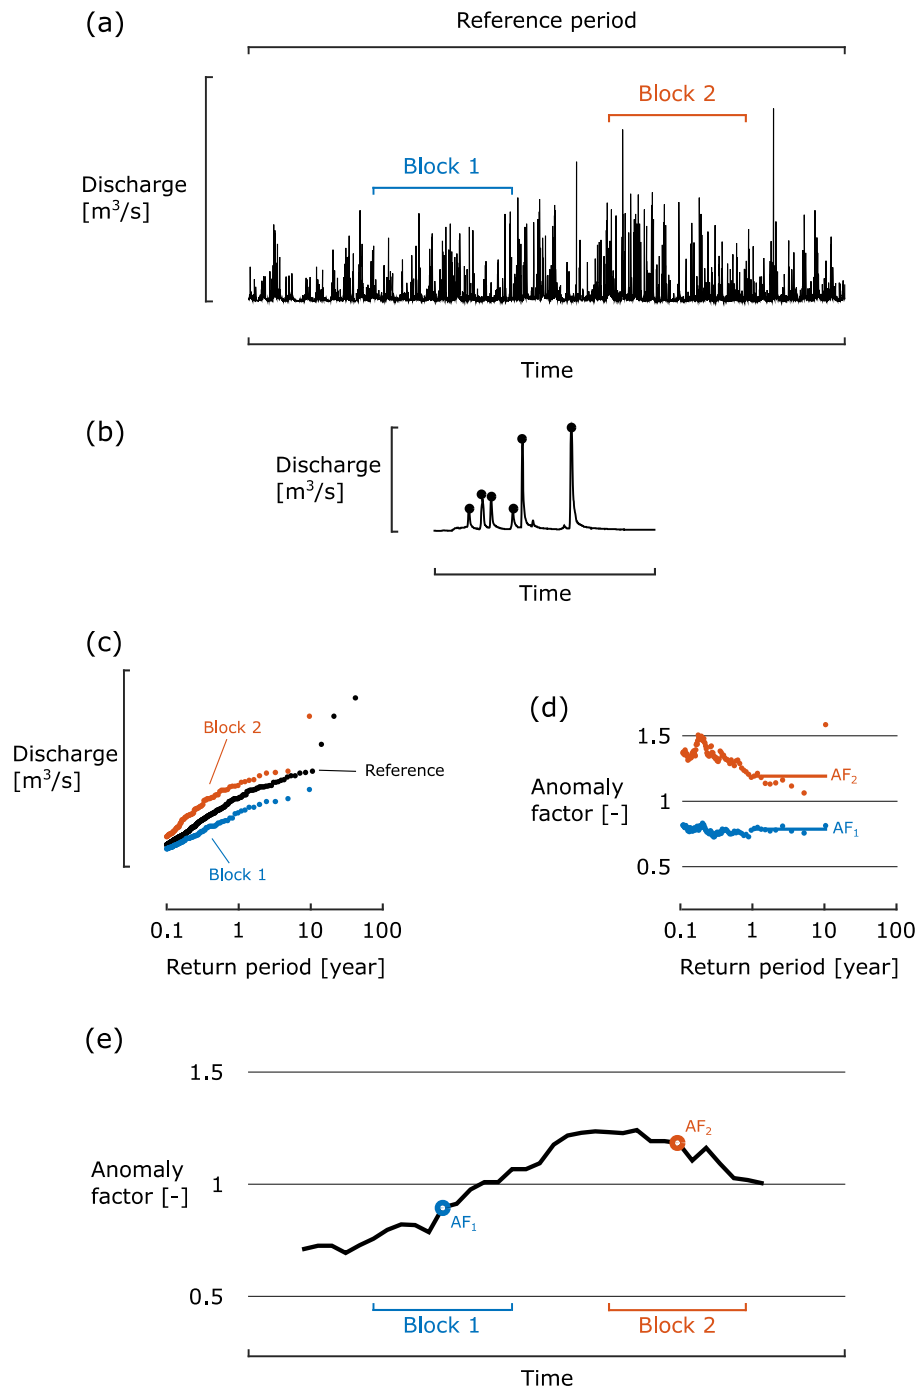 (a)
Reference period
Block 2
Block 1
Discharge
[m³/s]
Time
(b)
Discharge
[m³/s]
Time
(c)
Block 2
Discharge
[m³/s]
Reference
Block 1
0.1 1 10 100
Return period [year]
(d)
1.5
Anomaly
factor [-]
AF₂
1
AF₁
0.5
0.1 1 10 100
Return period [year]
(e)
1.5
AF₂
Anomaly
factor [-]
1
AF₁
0.5
Block 1
Block 2
Time